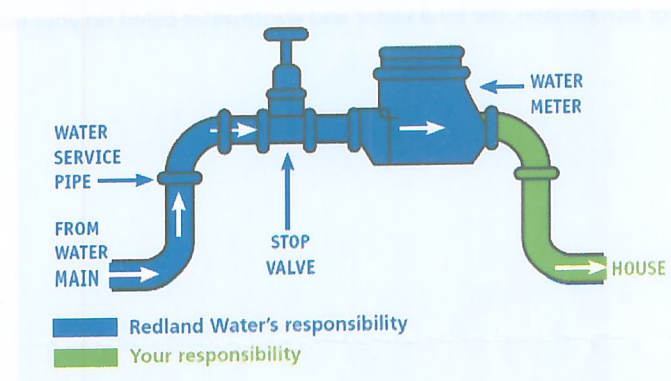 WATER
METER
WATER
SERVICE
PIPE
FROM
WATER
MAIN
STOP
VALVE
HOUSE
Redland Water's responsibility
Your responsibility